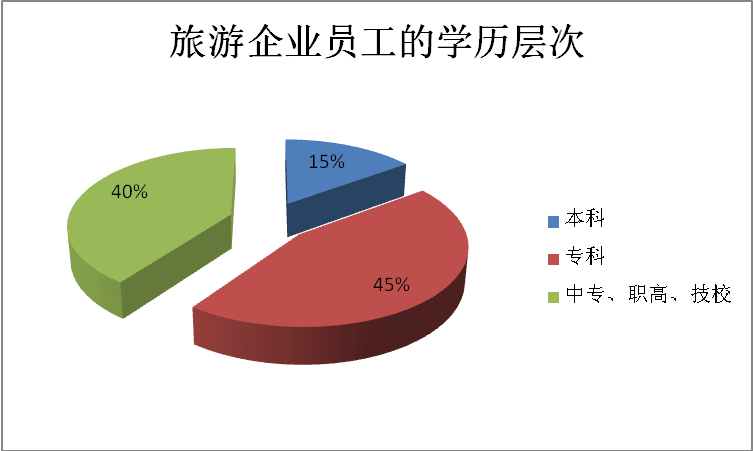 旅游企业员工的学历层次
15%
40%
45%
本科
专科
中专、职高、技校